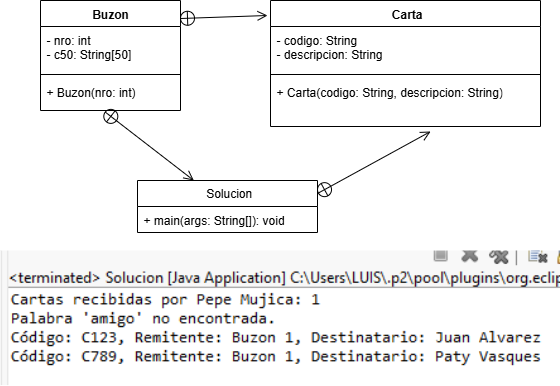 Buzon
- nro: int
- c50: String[50]
+ Buzon(nro: int)
Carta
- codigo: String
- descripcion: String
+ Carta(codigo: String, descripcion: String)
Solucion
+ main(args: String[]): void
<terminated> Solucion [Java Application] C:\Users\LUIS\.p2\pool\plugins\org.eclip
Cartas recibidas por Pepe Mujica: 1
Palabra 'amigo' no encontrada.
Código: C123, Remitente: Buzon 1, Destinatario: Juan Alvarez
Código: C789, Remitente: Buzon 1, Destinatario: Paty Vasques